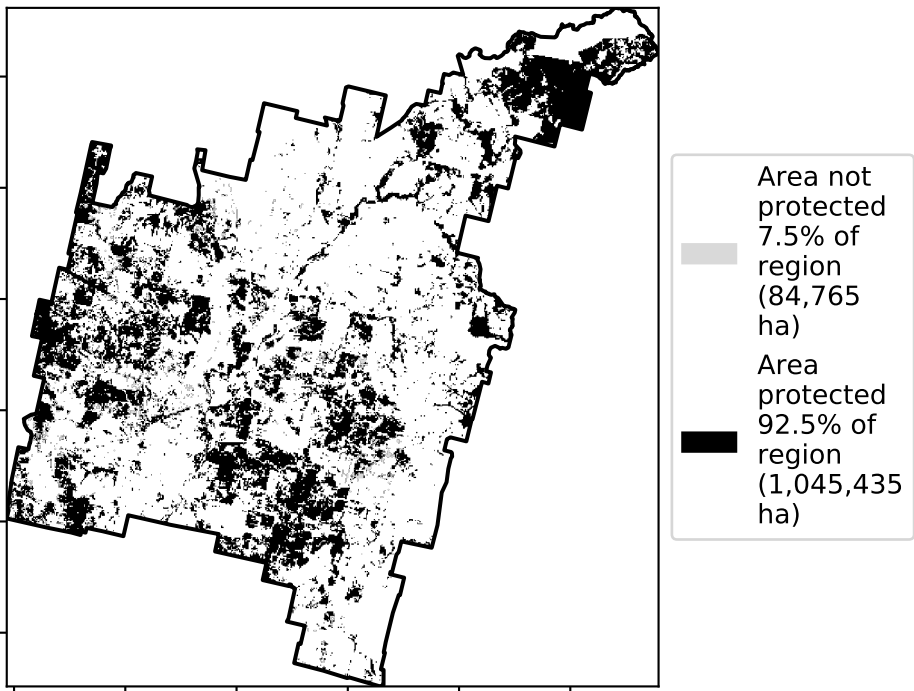 Area not
protected
7.5% of
region
(84,765
ha)
Area
protected
92.5% of
region
(1,045,435
ha)